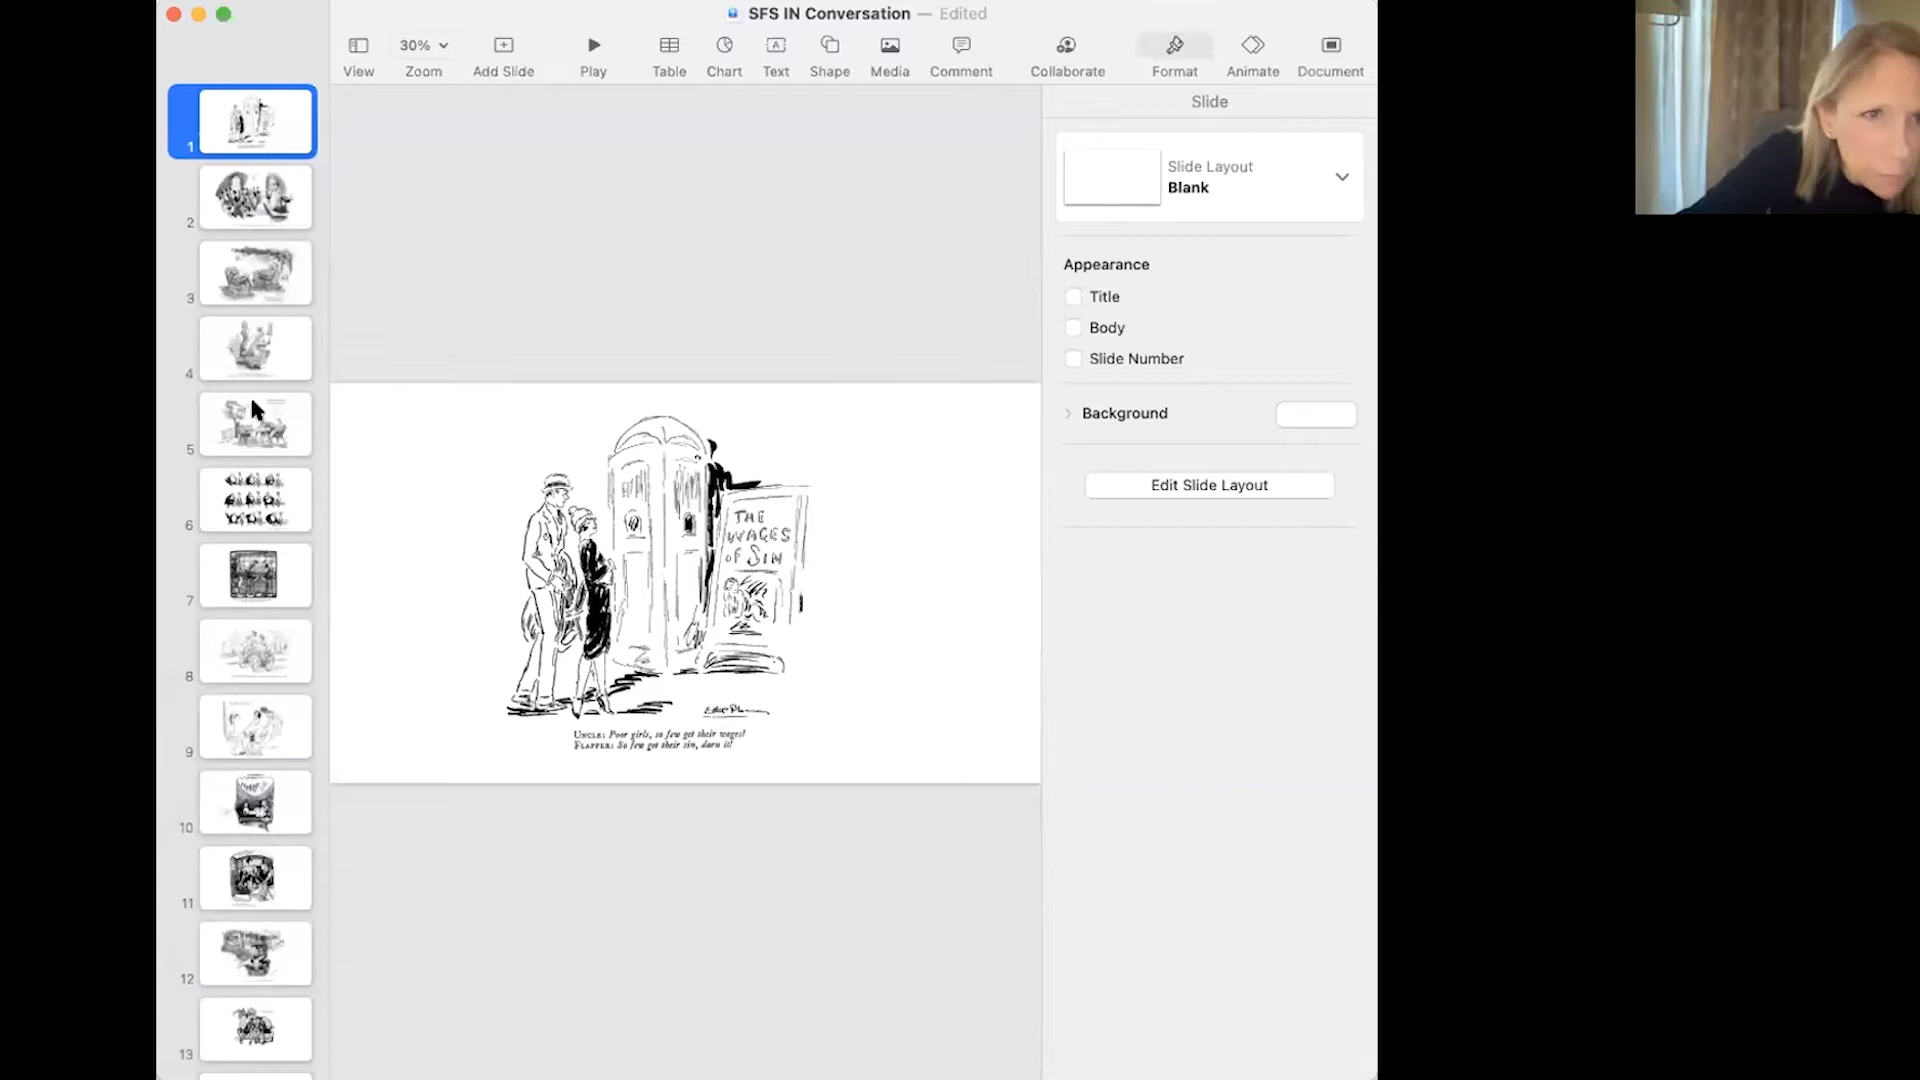 SFS IN Conversation — Edited
30%
View Zoom Add Slide Play Table Chart Text Shape Media Comment Collaborate Format Animate Document
Slide
Slide Layout
Blank
Appearance
Title
Body
Slide Number
Background
Edit Slide Layout
1
2
3
4
5
6
7
8
9
10
11
12
13
THE
WAGES
OF SIN
UNCLE: Poor girls, so few get their wages!
FLAPPER: So few get their sin, darn it!